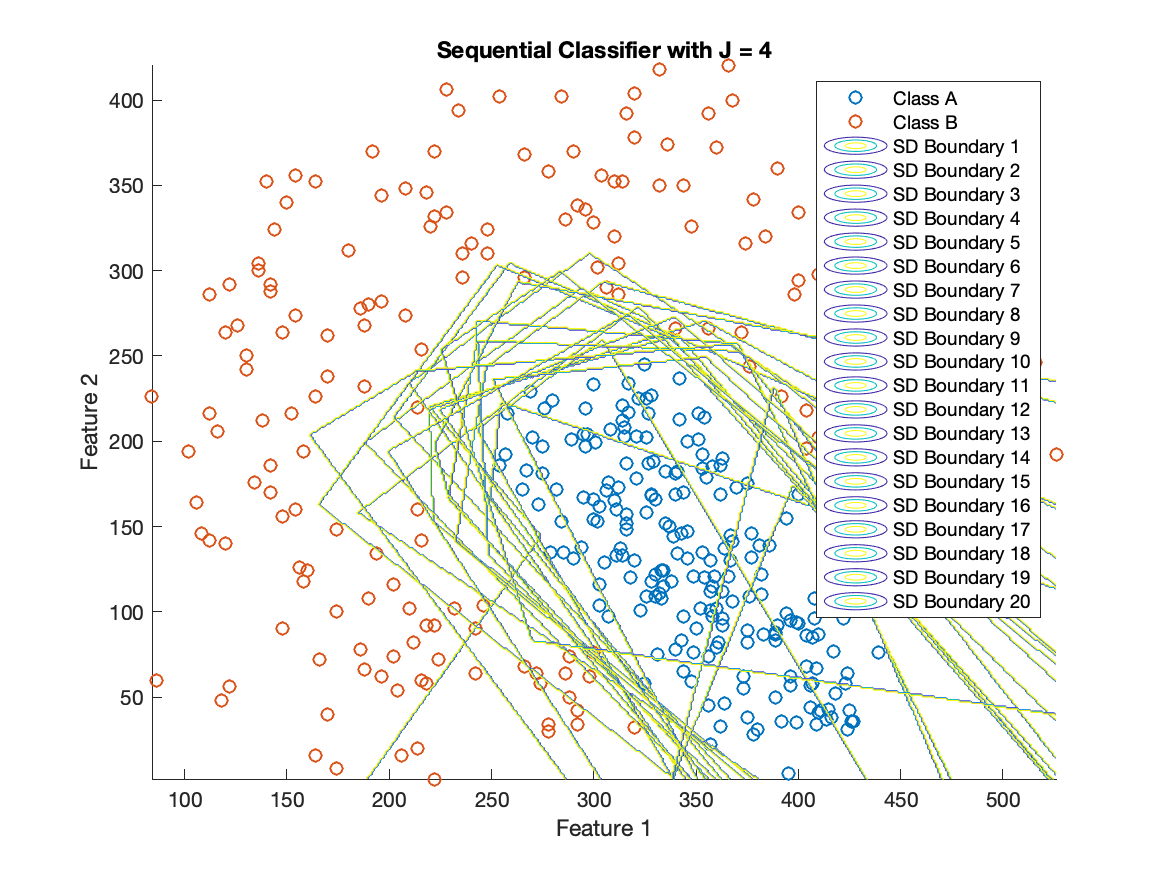 Sequential Classifier with J = 4
Class A
Class B
SD Boundary 1
SD Boundary 2
SD Boundary 3
SD Boundary 4
SD Boundary 5
SD Boundary 6
SD Boundary 7
SD Boundary 8
SD Boundary 9
SD Boundary 10
SD Boundary 11
SD Boundary 12
SD Boundary 13
SD Boundary 14
SD Boundary 15
SD Boundary 16
SD Boundary 17
SD Boundary 18
SD Boundary 19
SD Boundary 20
400
350
300
250
200
150
100
50
Feature 2
100 150 200 250 300 350 400 450 500
Feature 1